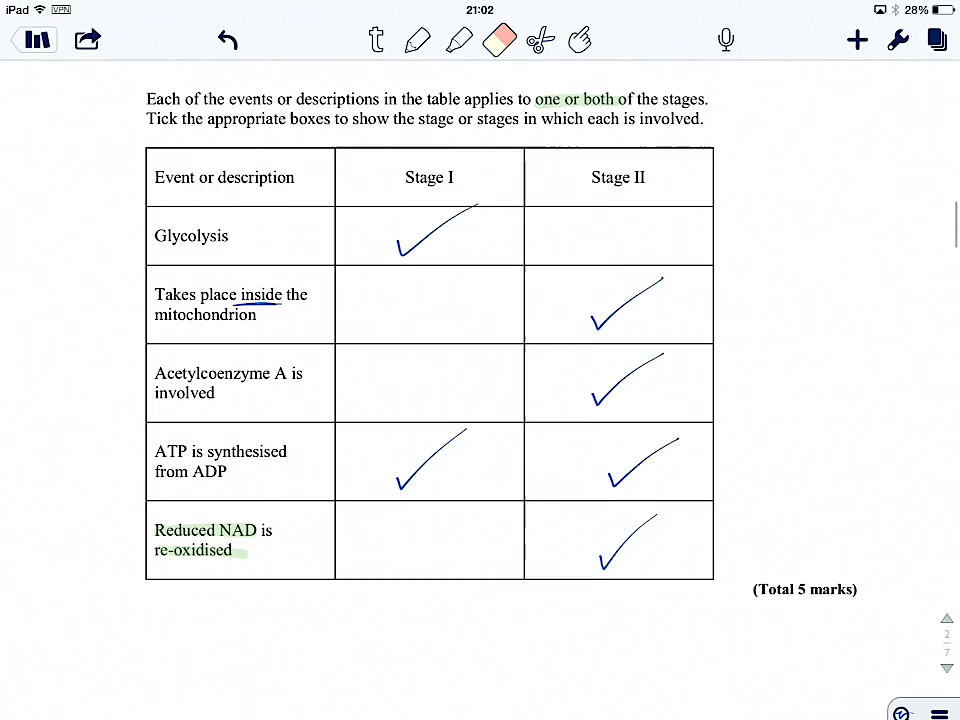 iPad VPN 21:02 28%
t
Each of the events or descriptions in the table applies to one or both of the stages.
Tick the appropriate boxes to show the stage or stages in which each is involved.
Event or description Stage I Stage II
Glycolysis
Takes place inside the
mitochondrion
Acetylcoenzyme A is
involved
ATP is synthesised
from ADP
Reduced NAD is
re-oxidised
(Total 5 marks)
2
7